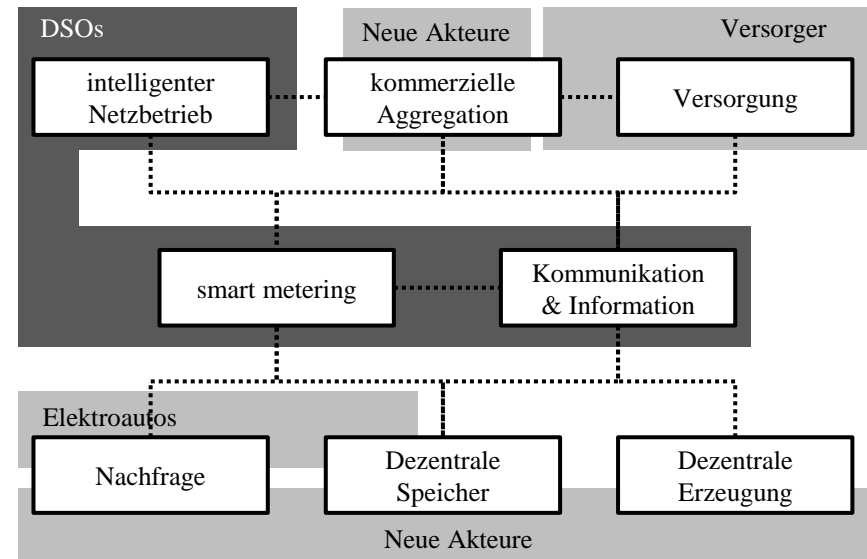 DSOs
Neue Akteure
Versorger
intelligenter
Netzbetrieb
kommerzielle
Aggregation
Versorgung
smart metering
Kommunikation
& Information
Elektroautos
Nachfrage
Dezentrale
Speicher
Dezentrale
Erzeugung
Neue Akteure